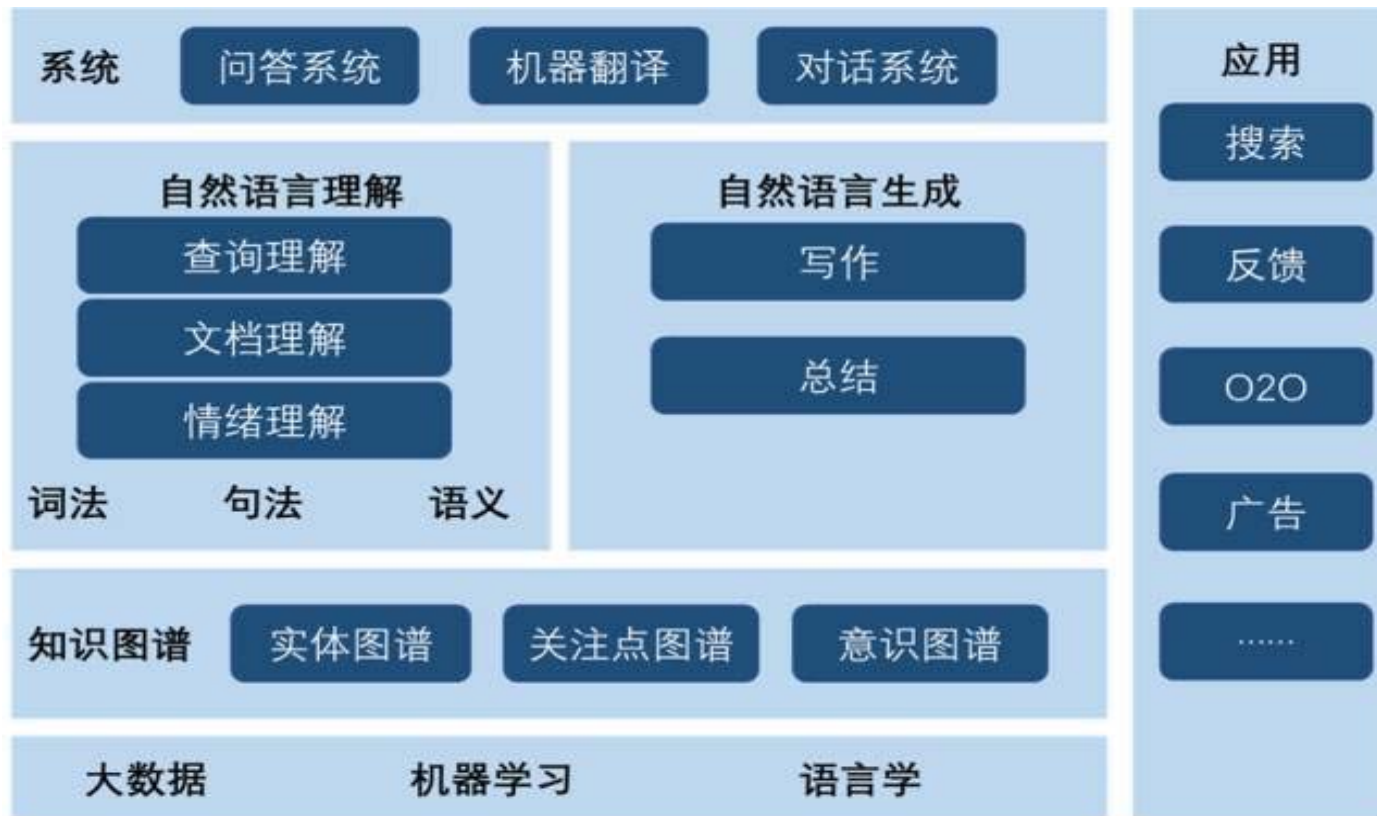 系统 问答系统 机器翻译 对话系统
自然语言理解
查询理解
文档理解
情绪理解
词法 句法 语义
自然语言生成
写作
总结
知识图谱 实体图谱 关注点图谱 意识图谱
大数据 机器学习 语言学
应用
搜索
反馈
O2O
广告
……